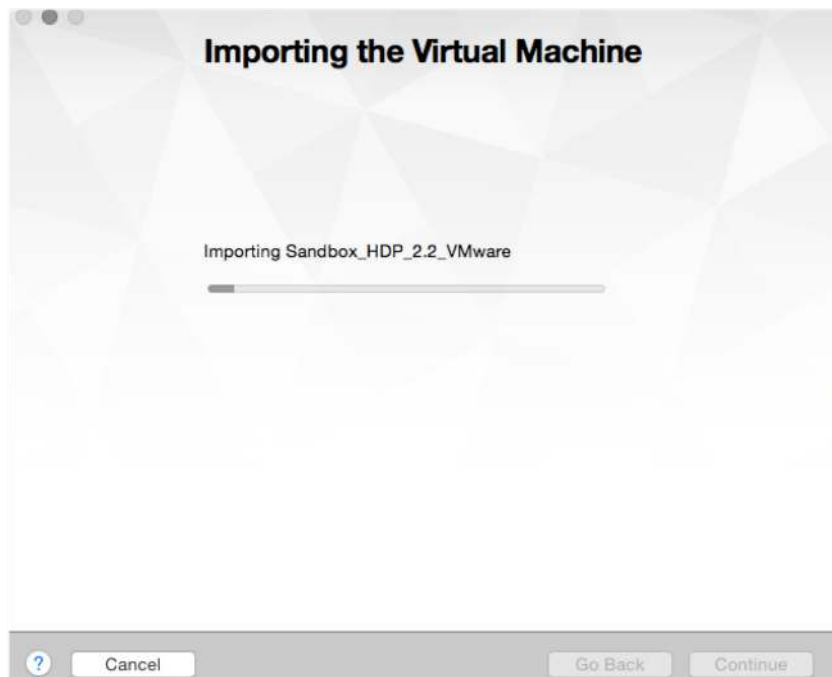 Importing the Virtual Machine
Importing Sandbox_HDP_2.2_VMware
?
Cancel
Go Back
Continue